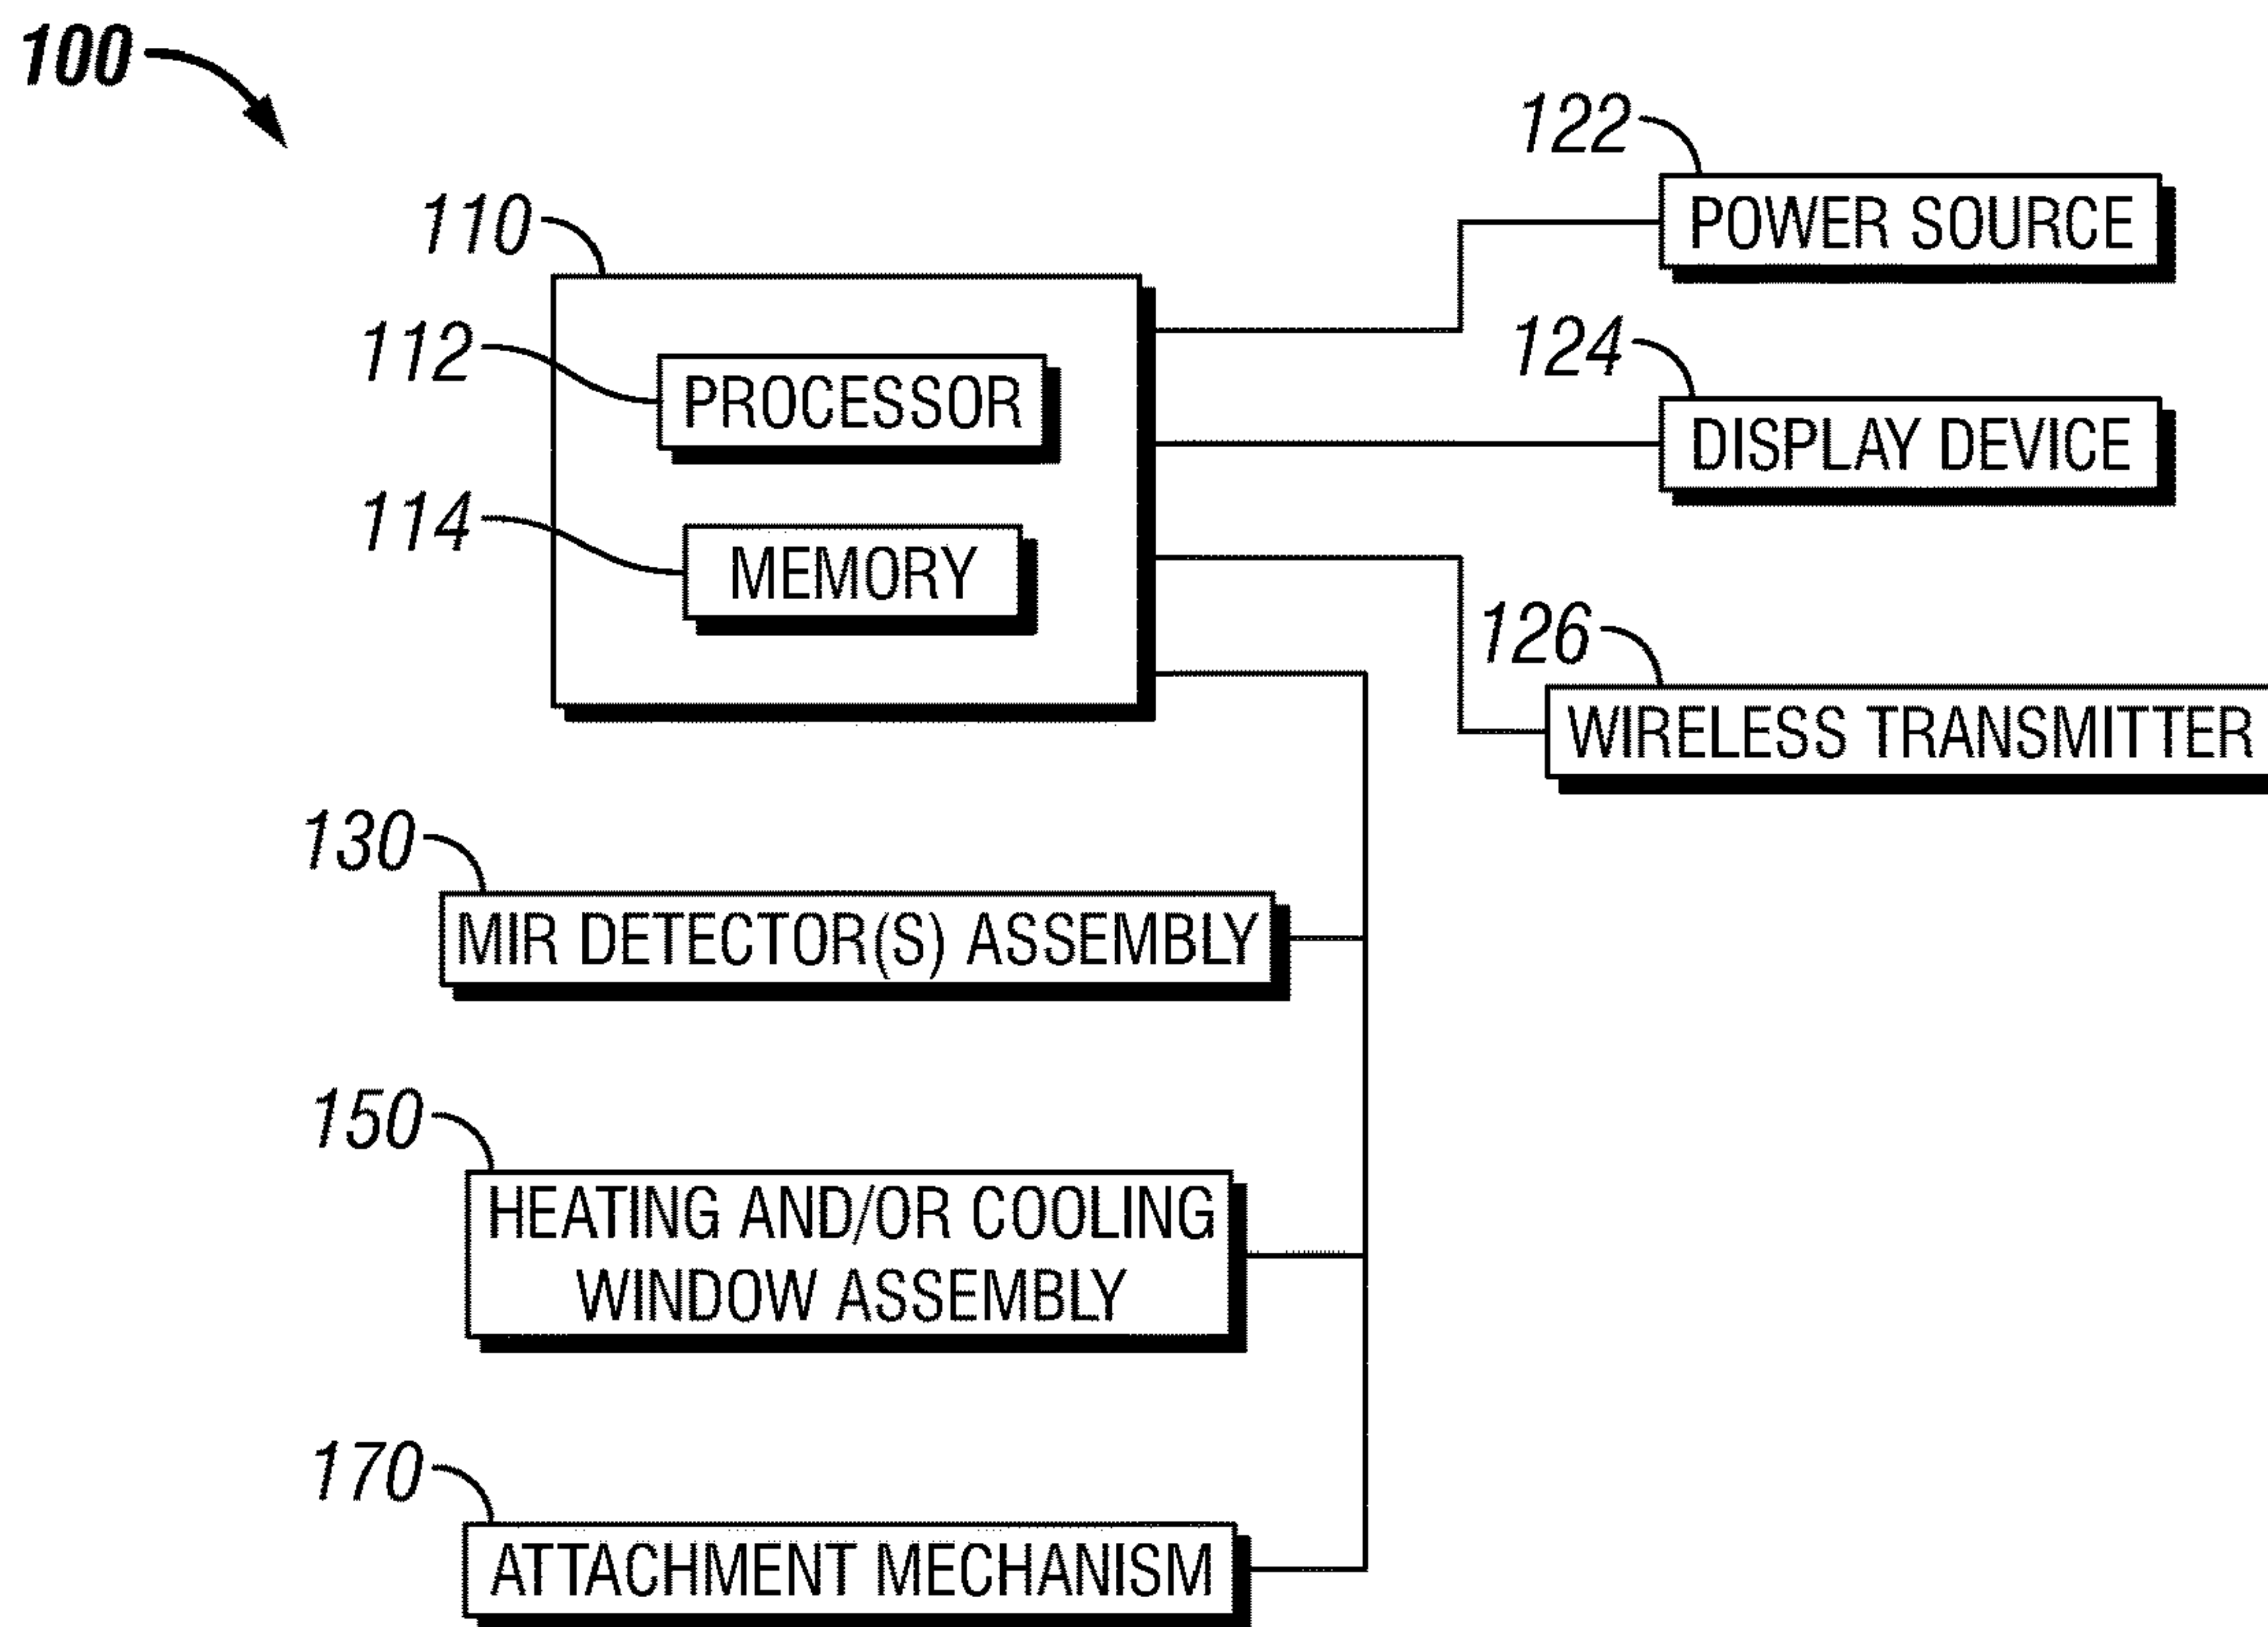 100
122
POWER SOURCE
110
112
PROCESSOR
124
DISPLAY DEVICE
114
MEMORY
126
WIRELESS TRANSMITTER
130
MIR DETECTOR(S) ASSEMBLY
150
HEATING AND/OR COOLING
WINDOW ASSEMBLY
170
ATTACHMENT MECHANISM